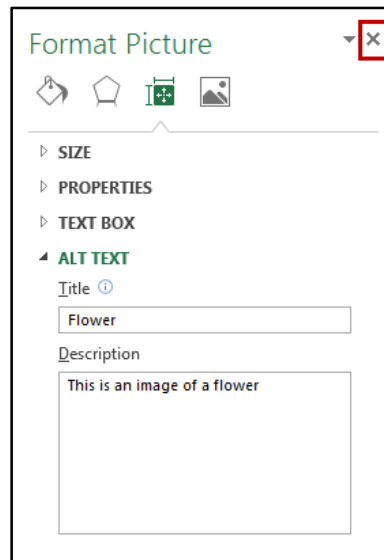 Format Picture
SIZE
PROPERTIES
TEXT BOX
ALT TEXT
Title
Flower
Description
This is an image of a flower